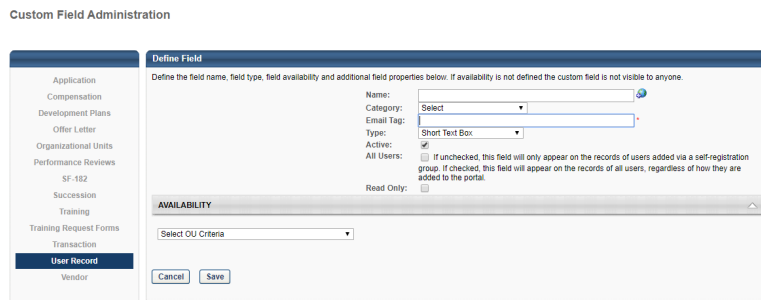 Custom Field Administration
Define Field
Define the field name, field type, field availability and additional field properties below. If availability is not defined the custom field is not visible to anyone.
Application
Compensation
Development Plans
Offer Letter
Organizational Units
Performance Reviews
SF-182
Succession
Training
Training Request Forms
Transaction
User Record
Vendor
Name:
Category: Select
Email Tag: *
Type: Short Text Box
Active:
All Users: If unchecked, this field will only appear on the records of users added via a self-registration
group. If checked, this field will appear on the records of all users, regardless of how they are
added to the portal.
Read Only:
AVAILABILITY
Select OU Criteria
Cancel Save